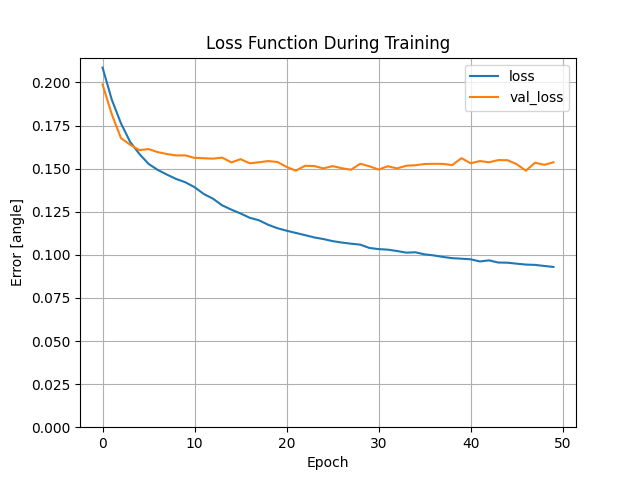 Loss Function During Training
loss
val_loss
0.200
0.175
0.150
0.125
0.100
0.075
0.050
0.025
0.000
Error [angle]
0 10 20 30 40 50
Epoch